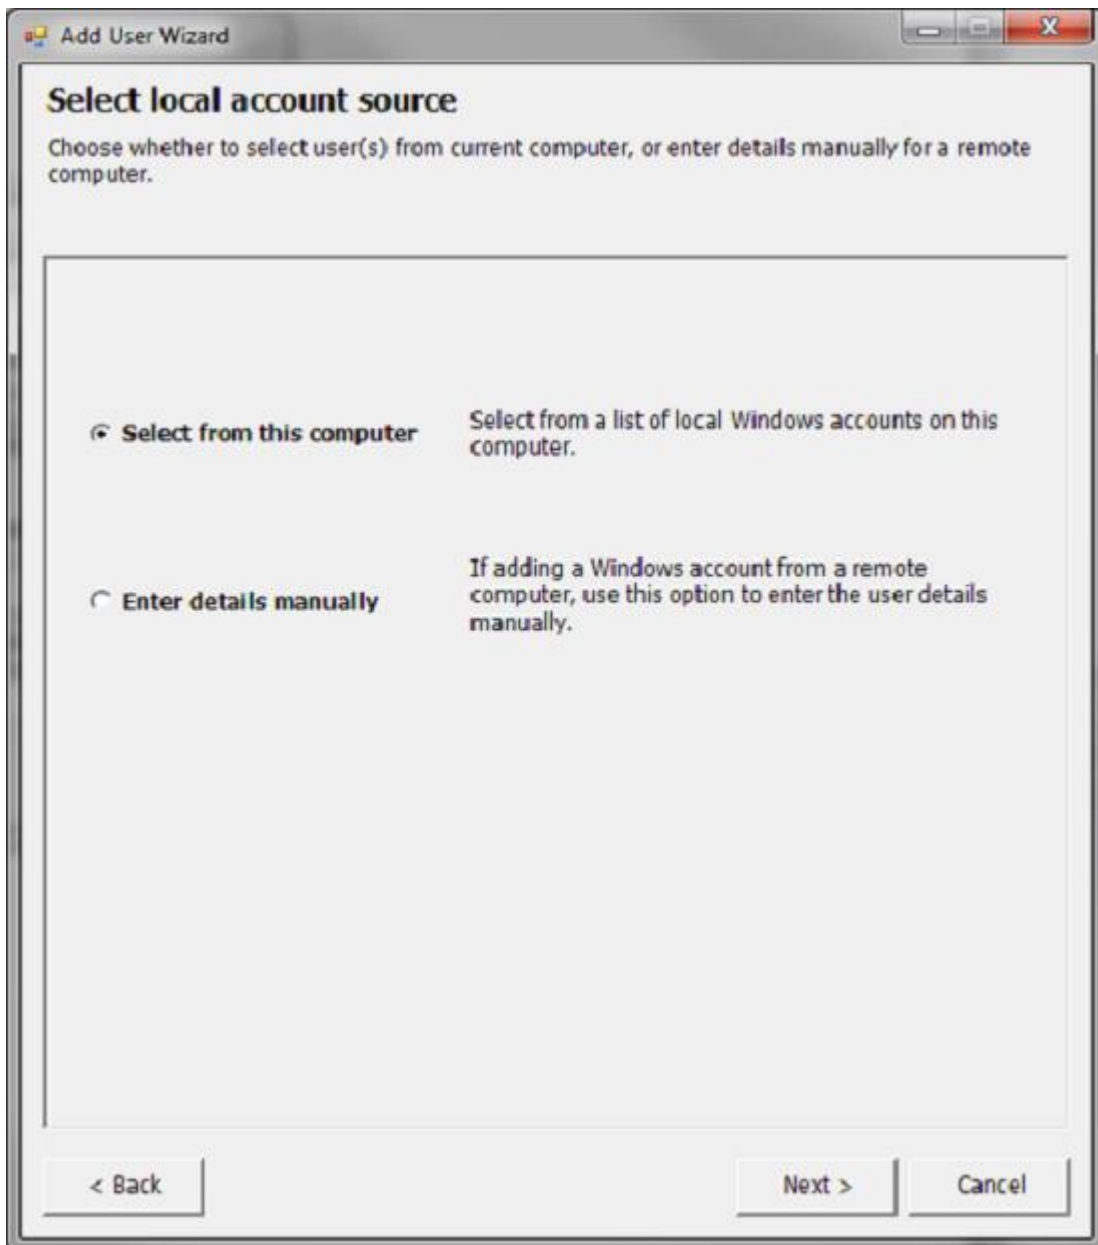 Add User Wizard
Select local account source
Choose whether to select user(s) from current computer, or enter details manually for a remote
computer.
Select from this computer
Select from a list of local Windows accounts on this
computer.
Enter details manually
If adding a Windows account from a remote
computer, use this option to enter the user details
manually.
< Back
Next >
Cancel